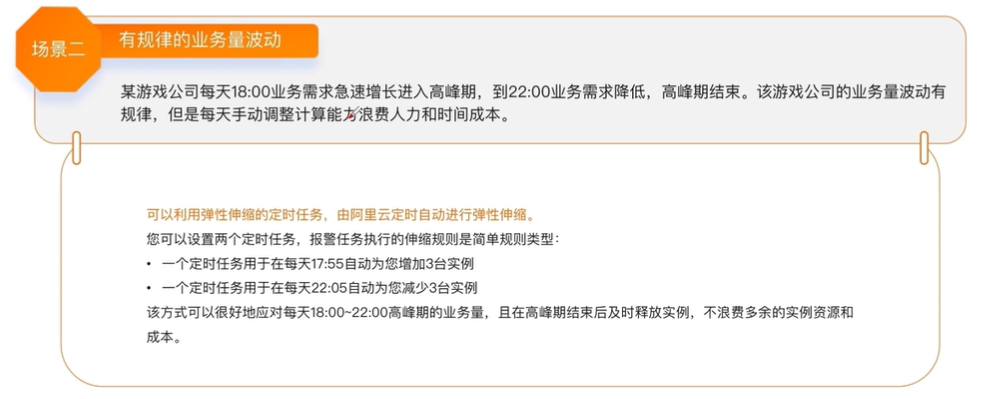 场景二
有规律的业务量波动
某游戏公司每天18:00业务需求急速增长进入高峰期，到22:00业务需求降低，高峰期结束。该游戏公司的业务量波动有
规律，但是每天手动调整计算能力浪费人力和时间成本。
可以利用弹性伸缩的定时任务，由阿里云定时自动进行弹性伸缩。
您可以设置两个定时任务，报警任务执行的伸缩规则是简单规则类型：
• 一个定时任务用于在每天17:55自动为您增加3台实例
• 一个定时任务用于在每天22:05自动为您减少3台实例
该方式可以很好地应对每天18:00~22:00高峰期的业务量，且在高峰期结束后及时释放实例，不浪费多余的实例资源和
成本。